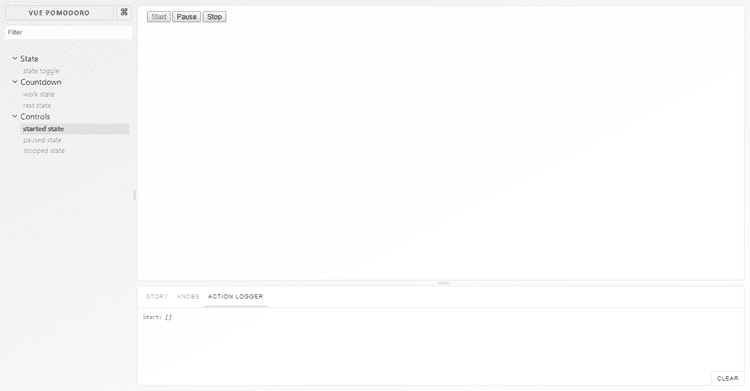 VUE POMODORO ⌘
Filter
State
state toggle
Countdown
work state
rest state
Controls
started state
paused state
stopped state
Start Pause Stop
STORY KNOBS ACTION LOGGER
Start: []
CLEAR